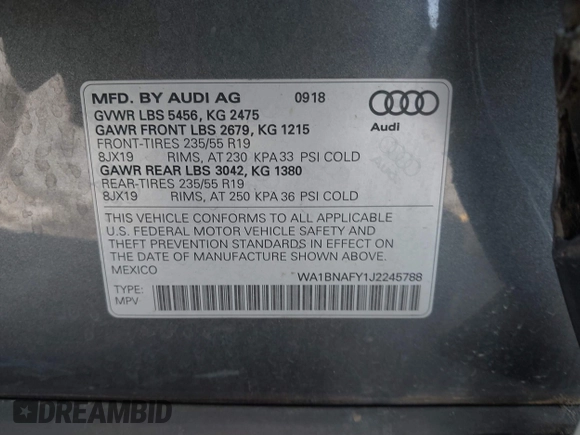 MFD. BY AUDI AG 0918
GVWR LBS 5456, KG 2475
GAWR FRONT LBS 2679, KG 1215
FRONT-TIRES 235/55 R19
8JX19 RIMS, AT 230 KPA 33 PSI COLD
GAWR REAR LBS 3042, KG 1380
REAR-TIRES 235/55 R19
8JX19 RIMS, AT 250 KPA 36 PSI COLD
Audi
THIS VEHICLE CONFORMS TO ALL APPLICABLE
U.S. FEDERAL MOTOR VEHICLE SAFETY AND
THEFT PREVENTION STANDARDS IN EFFECT ON
THE DATE OF MANUFACTURE SHOWN ABOVE.
MEXICO WA1BNAFY1J2245788
TYPE:
MPV
DREAMBID